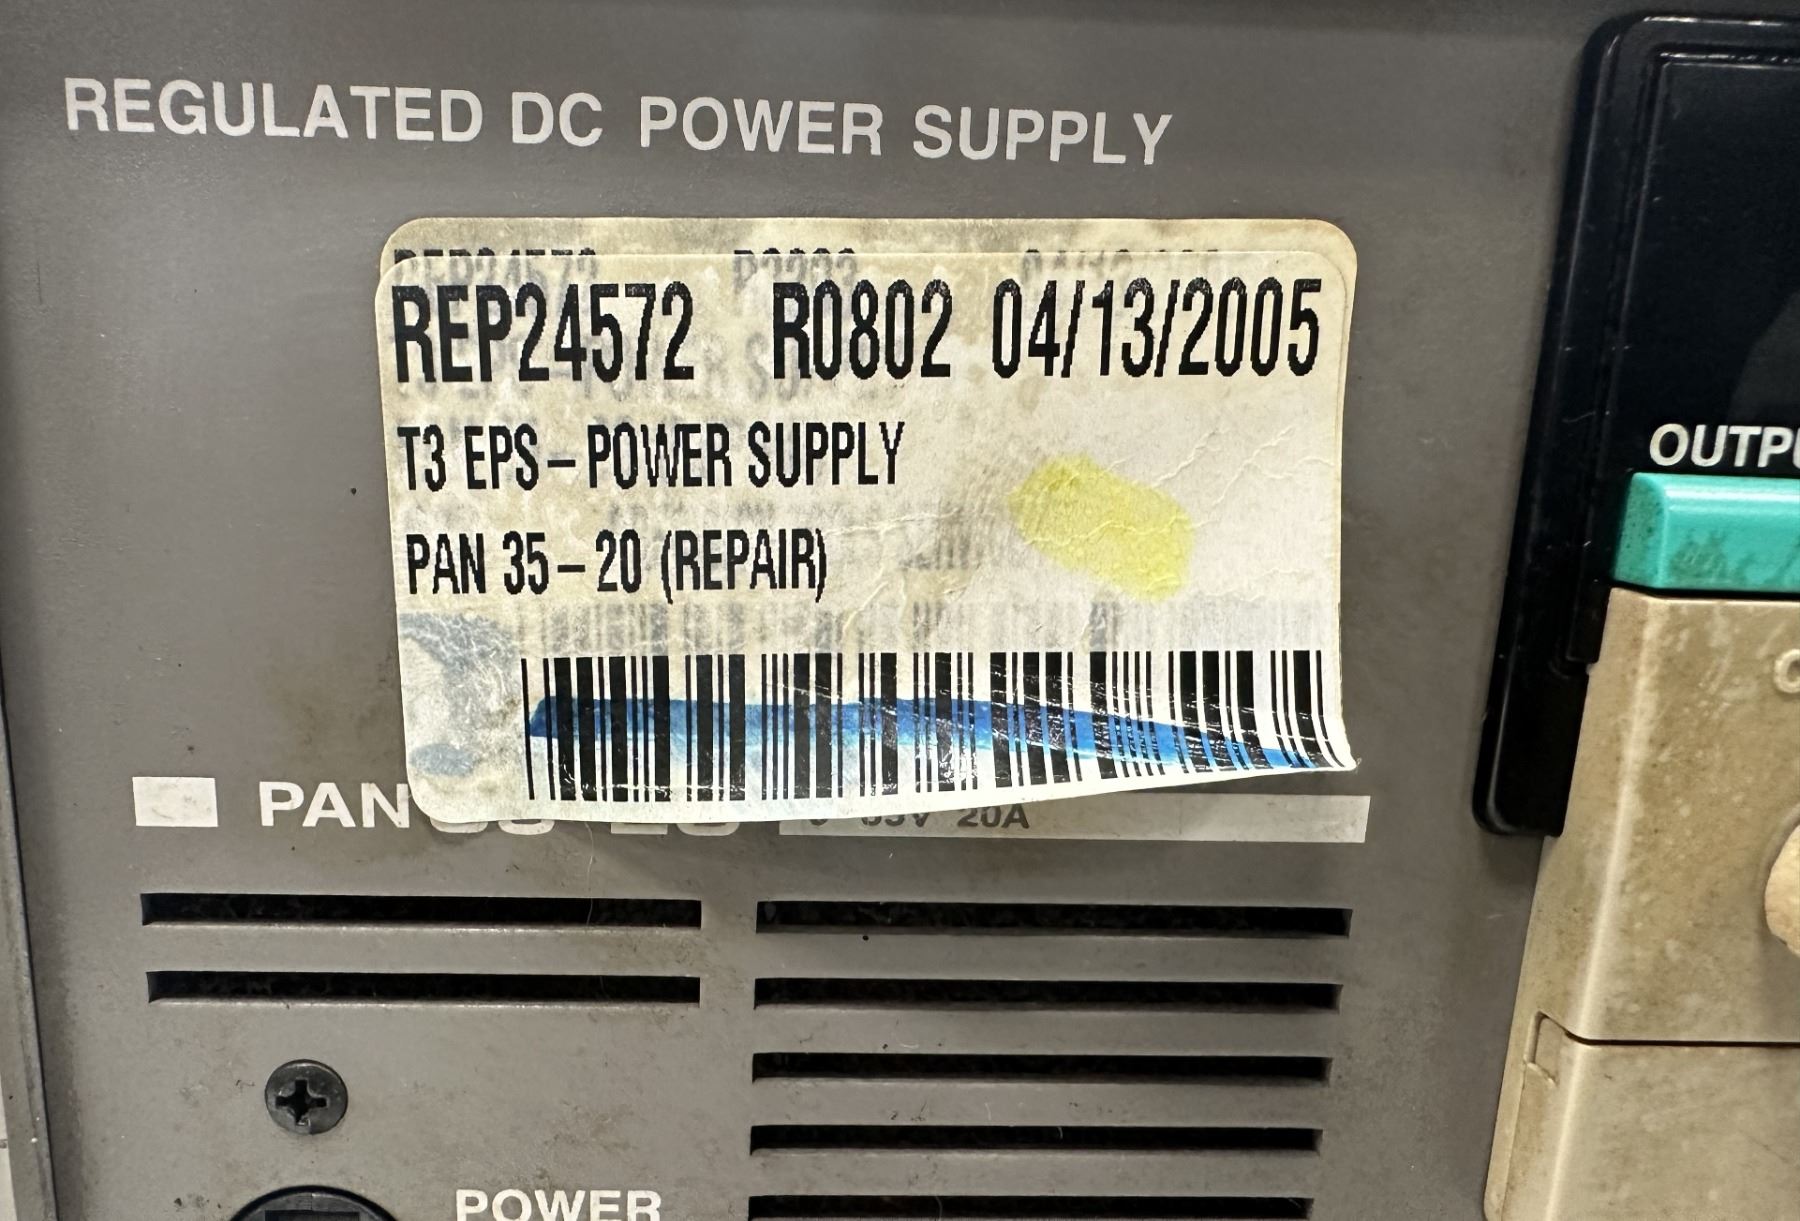 REGULATED DC POWER SUPPLY
REP24572 R0802 04/13/2005
T3 EPS-POWER SUPPLY
PAN 35-20 (REPAIR)
PAN 20A
OUTPU
POWER